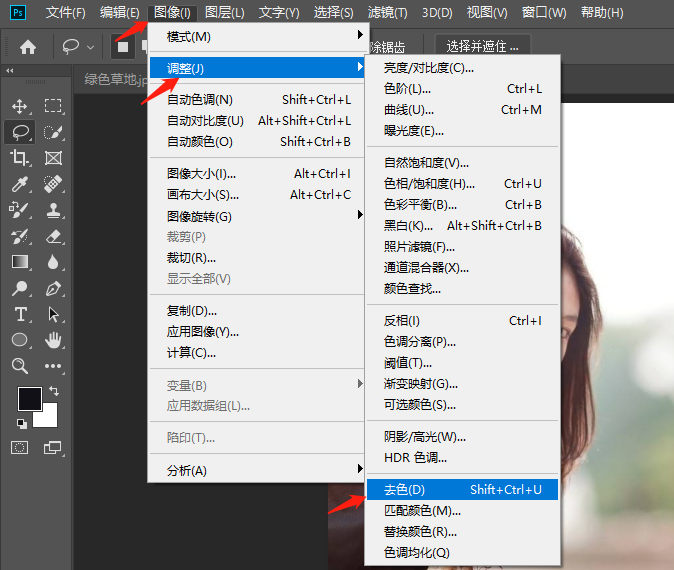 Ps 文件(F) 编辑(E) 图像(I) 图层(L) 文字(Y) 选择(S) 滤镜(T) 3D(D) 视图(V) 窗口(W) 帮助(H)
除锯齿 选择并遮住 ...
绿色草地.jp
模式(M)
调整(J)
自动色调(N) Shift+Ctrl+L
自动对比度(U) Alt+Shift+Ctrl+L
自动颜色(O) Shift+Ctrl+B
图像大小(I)... Alt+Ctrl+I
画布大小(S)... Alt+Ctrl+C
图像旋转(G)
裁剪(P)
裁切(R)...
显示全部(V)
复制(D)...
应用图像(Y)...
计算(C)...
变量(B)
应用数据组(L)...
陷印(T)...
分析(A)
亮度/对比度(C)...
色阶(L)... Ctrl+L
曲线(U)... Ctrl+M
曝光度(E)...
自然饱和度(V)...
色相/饱和度(H)... Ctrl+U
色彩平衡(B)... Ctrl+B
黑白(K)... Alt+Shift+Ctrl+B
照片滤镜(F)...
通道混合器(X)...
颜色查找...
反相(I) Ctrl+I
色调分离(P)...
阈值(T)...
渐变映射(G)...
可选颜色(S)...
阴影/高光(W)...
HDR 色调...
去色(D) Shift+Ctrl+U
匹配颜色(M)...
替换颜色(R)...
色调均化(Q)